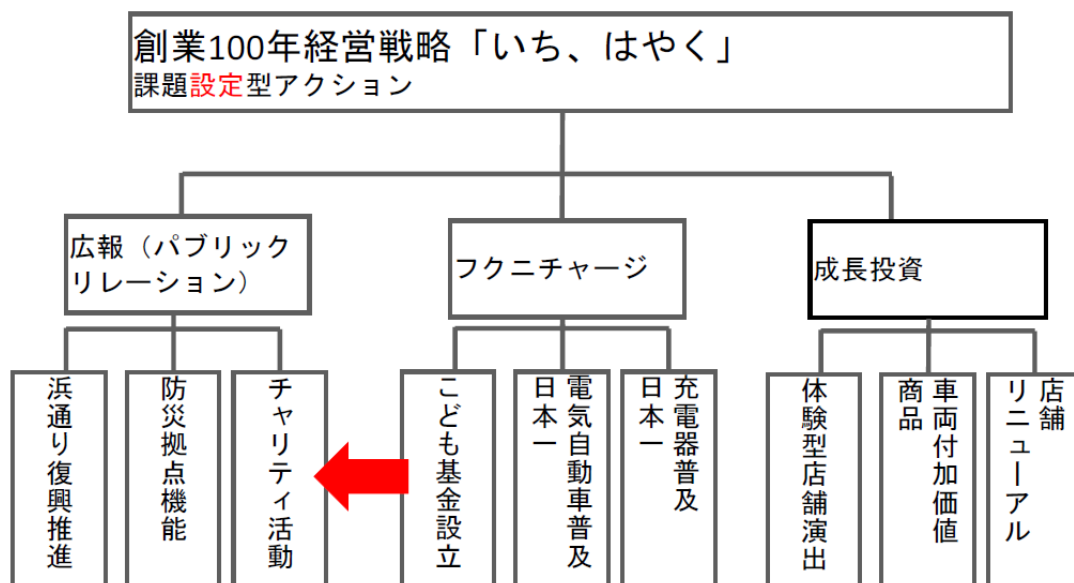 創業100年経営戦略「いち、はやく」
課題設定型アクション
広報（パブリック
リレーション）
フクニチャージ
成長投資
浜通り復興推進
防災拠点機能
チャリティ活動
こども基金設立
電気自動車普及
日本一
充電器普及
日本一
体験型店舗演出
車両付加価値
商品
店舗
リニューアル